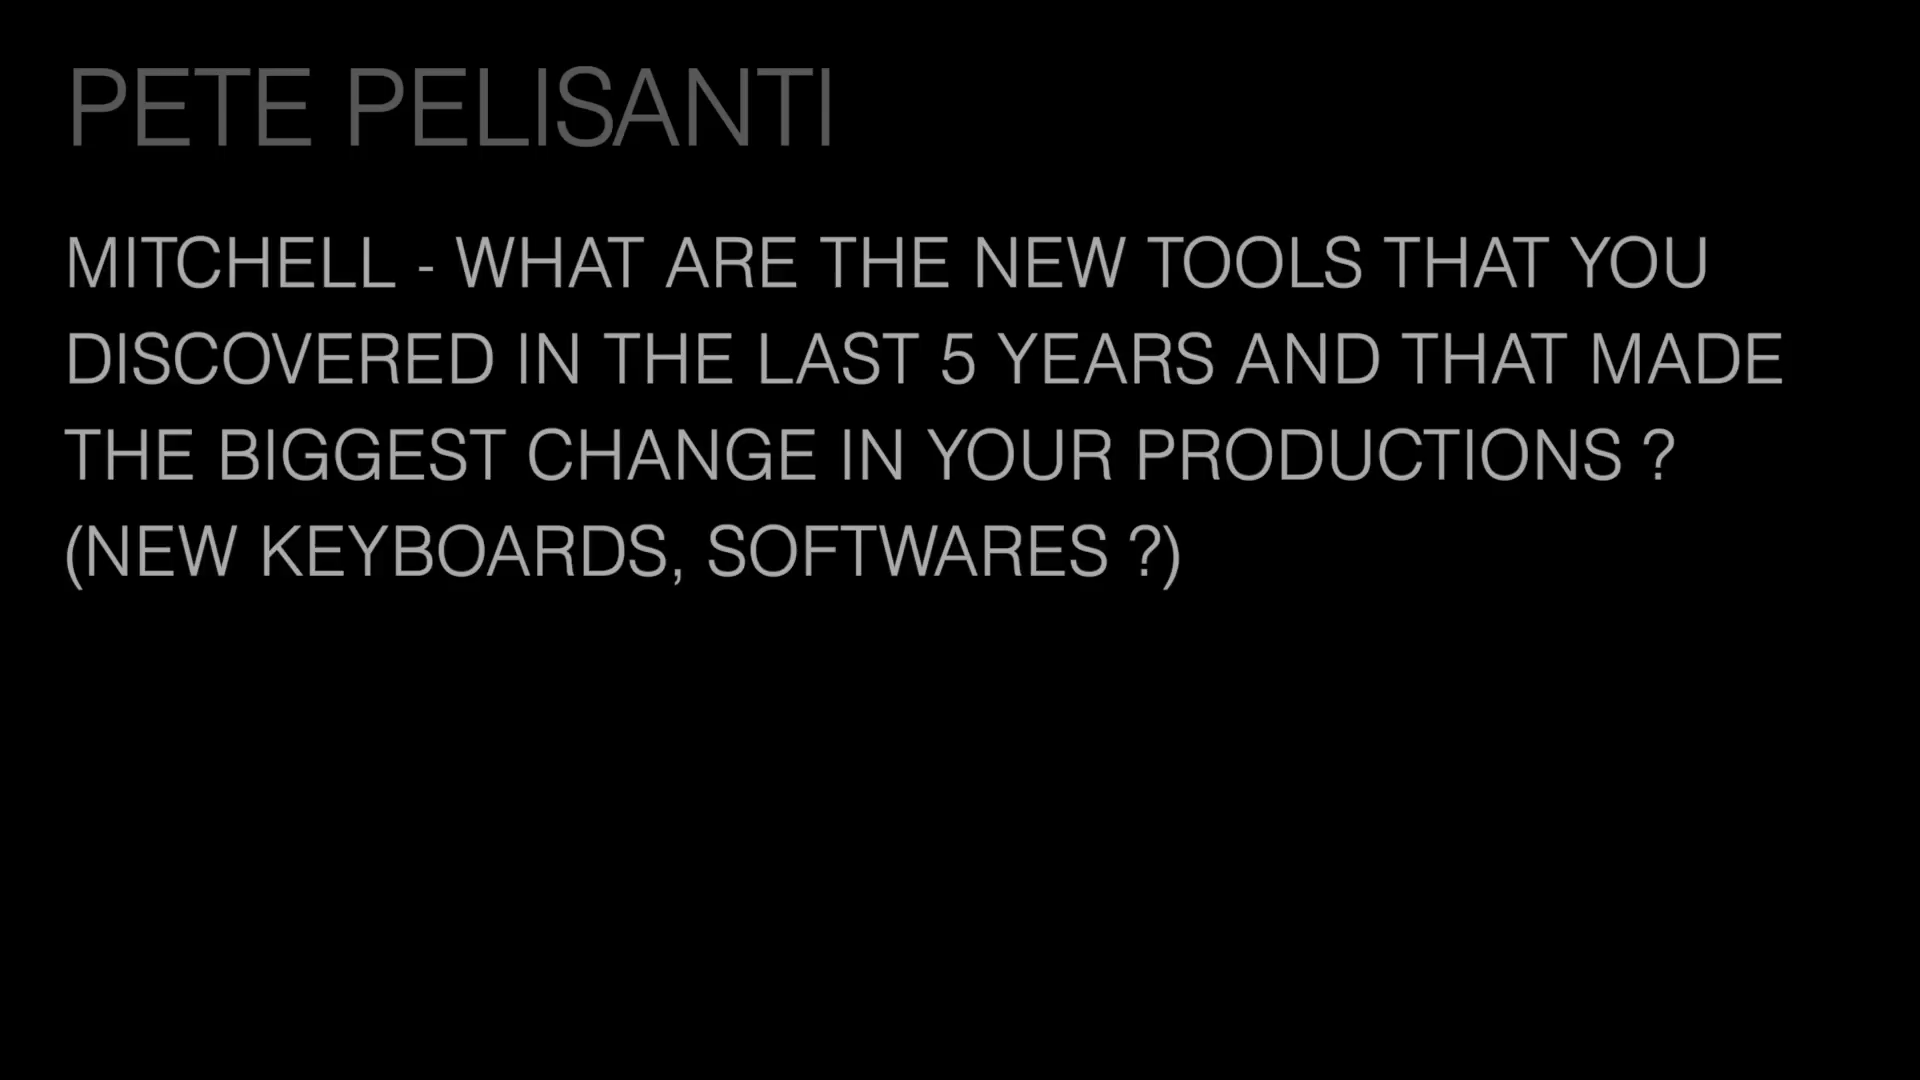 PETE PELISANTI
MITCHELL - WHAT ARE THE NEW TOOLS THAT YOU
DISCOVERED IN THE LAST 5 YEARS AND THAT MADE
THE BIGGEST CHANGE IN YOUR PRODUCTIONS ?
(NEW KEYBOARDS, SOFTWARES ?)